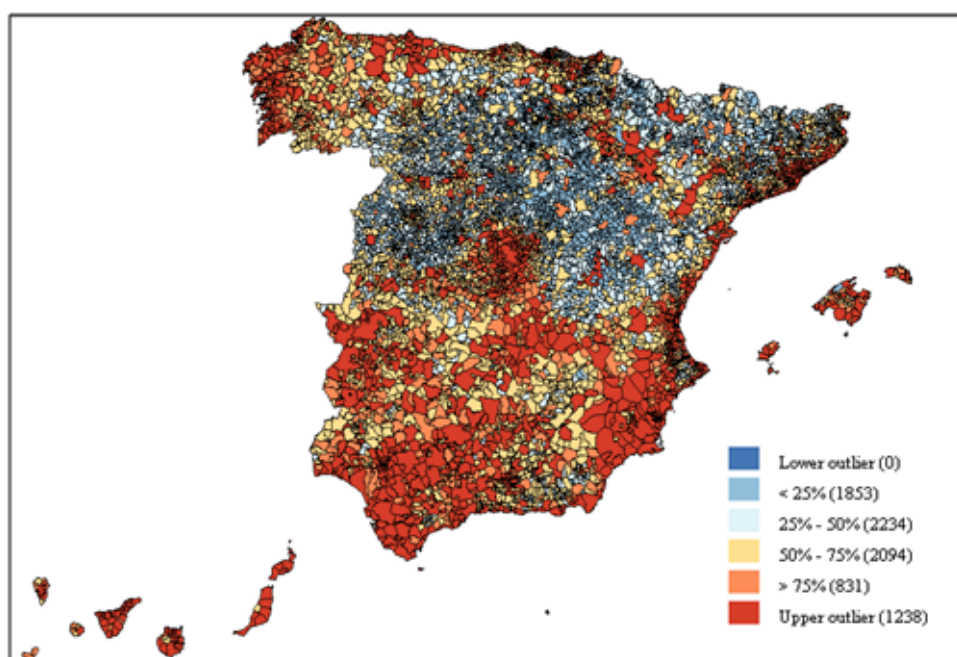 Lower outlier (0)
< 25% (1853)
25% - 50% (2234)
50% - 75% (2094)
> 75% (831)
Upper outlier (1238)